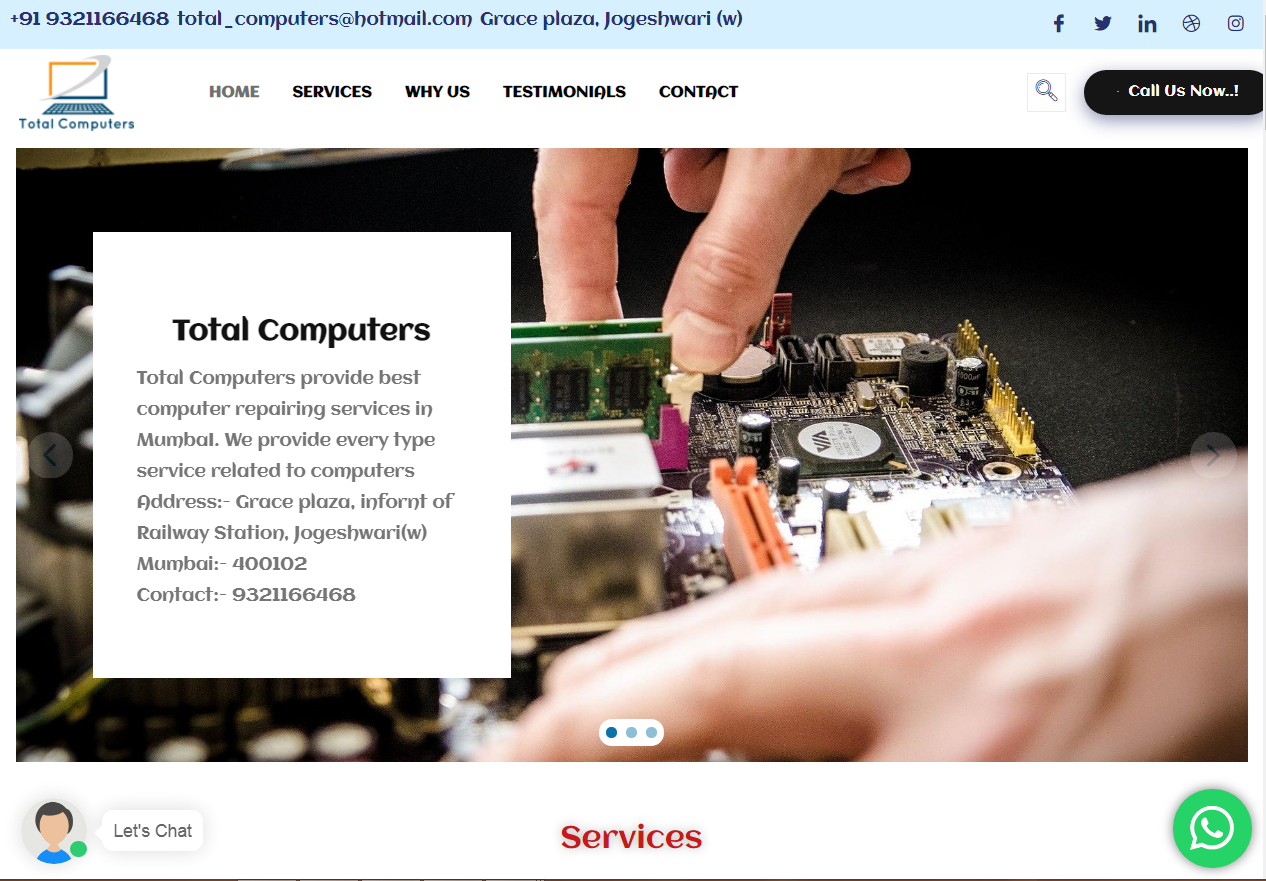 +91 9321166468 total_computers@hotmail.com Grace plaza, Jogeshwari (w)
Total Computers
HOME SERVICES WHY US TESTIMONIALS CONTACT
Call Us Now..!
Total Computers
Total Computers provide best
computer repairing services in
MumbaI. We provide every type
service related to computers
Address:- Grace plaza, infornt of
Railway Station, Jogeshwari(w)
Mumbai:- 400102
Contact:- 9321166468
VIA
Let's Chat
Services